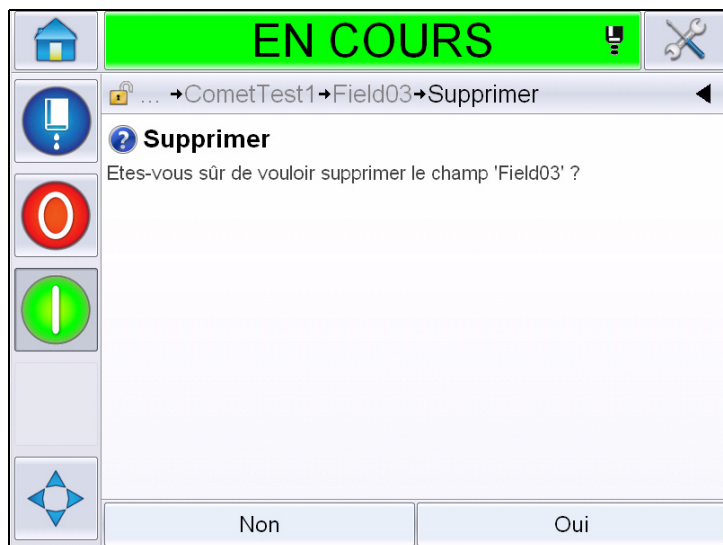 EN COURS
... →CometTest1→Field03→Supprimer
Supprimer
Etes-vous sûr de vouloir supprimer le champ 'Field03' ?
Non
Oui